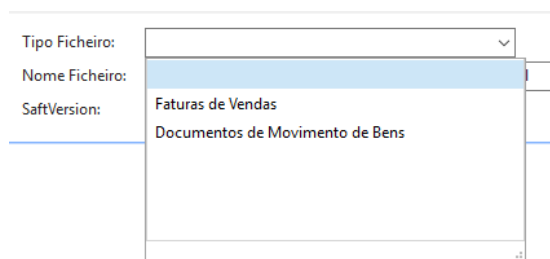 Tipo Ficheiro:
Nome Ficheiro:
SaftVersion:
Faturas de Vendas
Documentos de Movimento de Bens